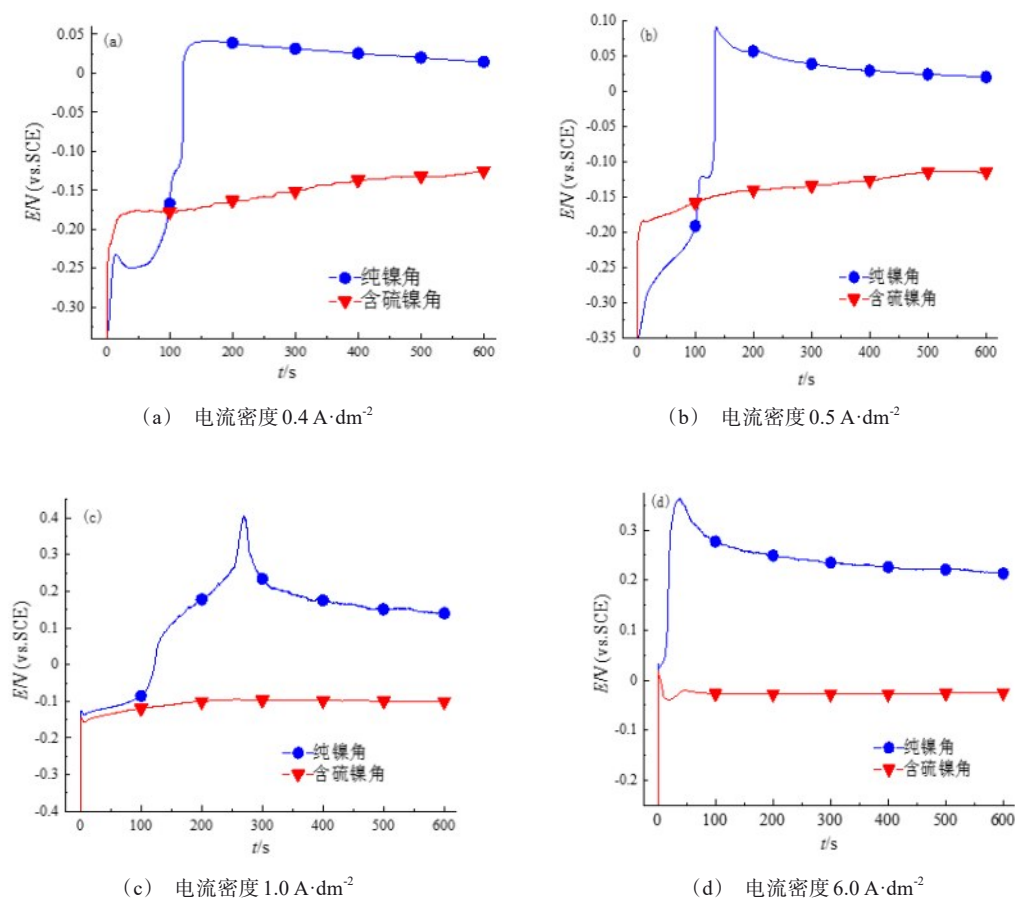 (a)
0.05
0
-0.05
-0.10
-0.15
-0.20
-0.25
-0.30
E/V(vs.SCE)
纯镍角
含硫镍角
0 100 200 300 400 500 600
t/s
(a) 电流密度 0.4 A·dm-2
(b)
0.10
0.05
0
-0.05
-0.10
-0.15
-0.20
-0.25
-0.30
-0.35
E/V(vs.SCE)
纯镍角
含硫镍角
0 100 200 300 400 500 600
t/s
(b) 电流密度 0.5 A·dm-2
(c)
0.4
0.3
0.2
0.1
0
-0.1
-0.2
-0.3
-0.4
E/V(vs.SCE)
纯镍角
含硫镍角
0 100 200 300 400 500 600
t/s
(c) 电流密度 1.0 A·dm-2
(d)
0.3
0.2
0.1
0
-0.1
-0.2
E/V(vs.SCE)
纯镍角
含硫镍角
0 100 200 300 400 500 600
t/s
(d) 电流密度 6.0 A·dm-2